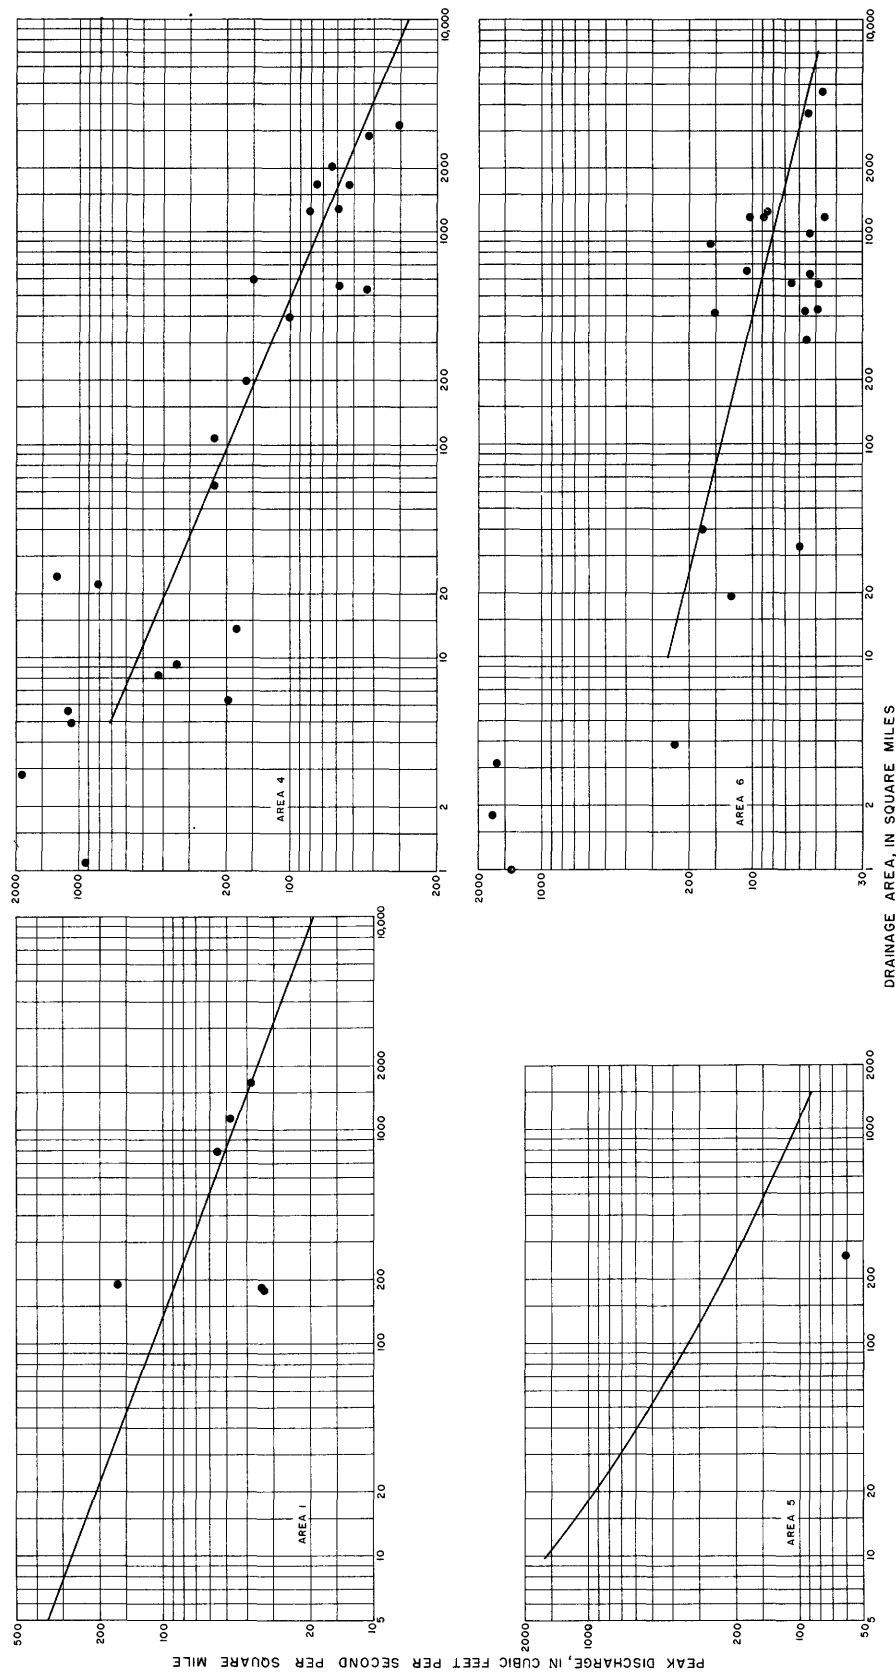 PEAK DISCHARGE, IN CUBIC FEET PER SECOND PER SQUARE MILE
500
200
100
20
10
AREA 1
5 10 20 100 200 1000 2000 10,000
2000
1000
200
100
200
AREA 4
1 2 10 20 100 200 1000 2000 10,000
2000
1000
200
100
50
AREA 5
5 10 20 100 200 1000 2000
2000
1000
200
100
30
AREA 6
1 2 10 20 100 200 1000 2000 10,000
DRAINAGE AREA, IN SQUARE MILES